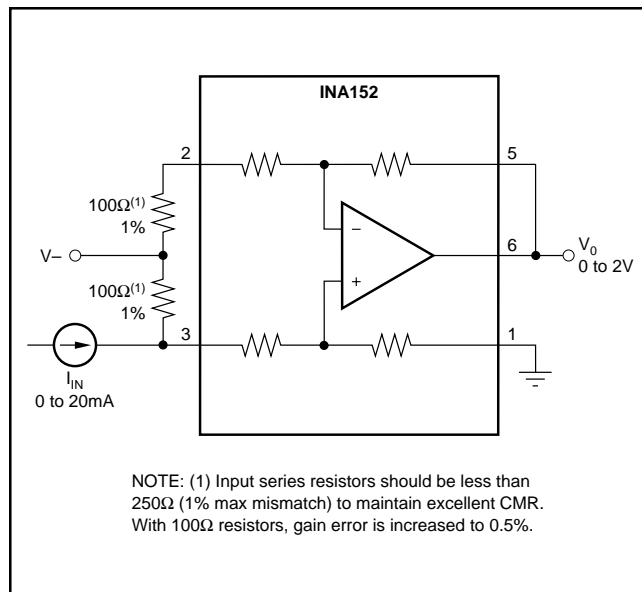 INA152
2
5
100Ω(1)
1%
V–
–
6
V0
0 to 2V
100Ω(1)
1%
+
3
1
IIN
0 to 20mA
NOTE: (1) Input series resistors should be less than
250Ω (1% max mismatch) to maintain excellent CMR.
With 100Ω resistors, gain error is increased to 0.5%.